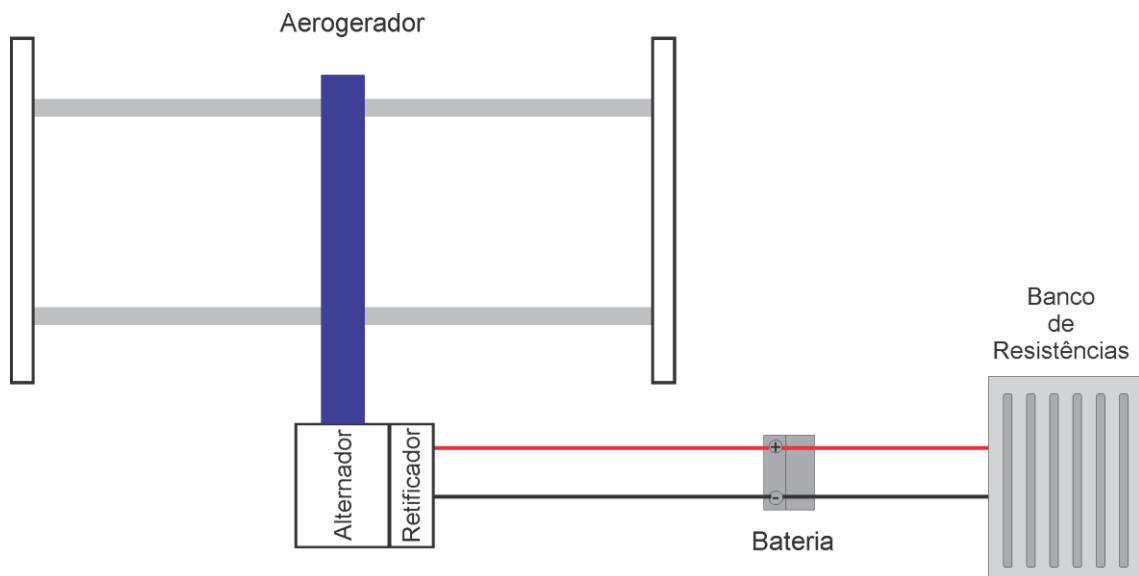 Aerogerador
Banco
de
Resistências
Alternador
Retificador
+
-
Bateria